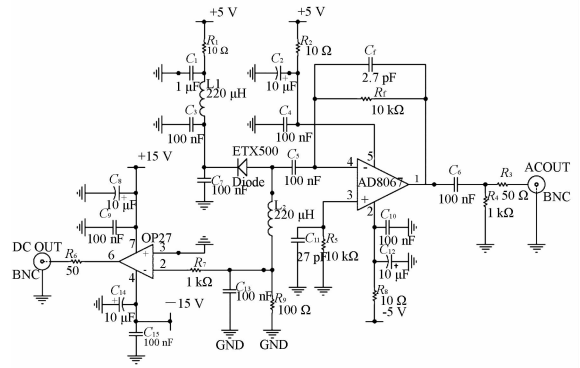 +5 V
+5 V
R1
10 Ω
R2
10 Ω
C1
1 μF
L1
220 μH
C2
+
10 μF
Cf
2.7 pF
Rf
10 kΩ
C3
100 nF
C4
100 nF
+15 V
ETX500
Diode
C5
100 nF
4
5
-
AD8067
+
3
2
1
C6
100 nF
R3
50 Ω
ACOUT
BNC
R4
1 kΩ
C8
+
10 μF
C9
100 nF
100 nF
220 μH
C10
100 nF
C11
27 pF
R5
10 kΩ
C12
+
10 μF
OP27
DC OUT
BNC
R6
50
6
7
+
3
-
2
4
R7
1 kΩ
C13
100 nF
R9
100 Ω
R8
10 Ω
-5 V
C14
+
10 μF
—15 V
C15
100 nF
GND
GND